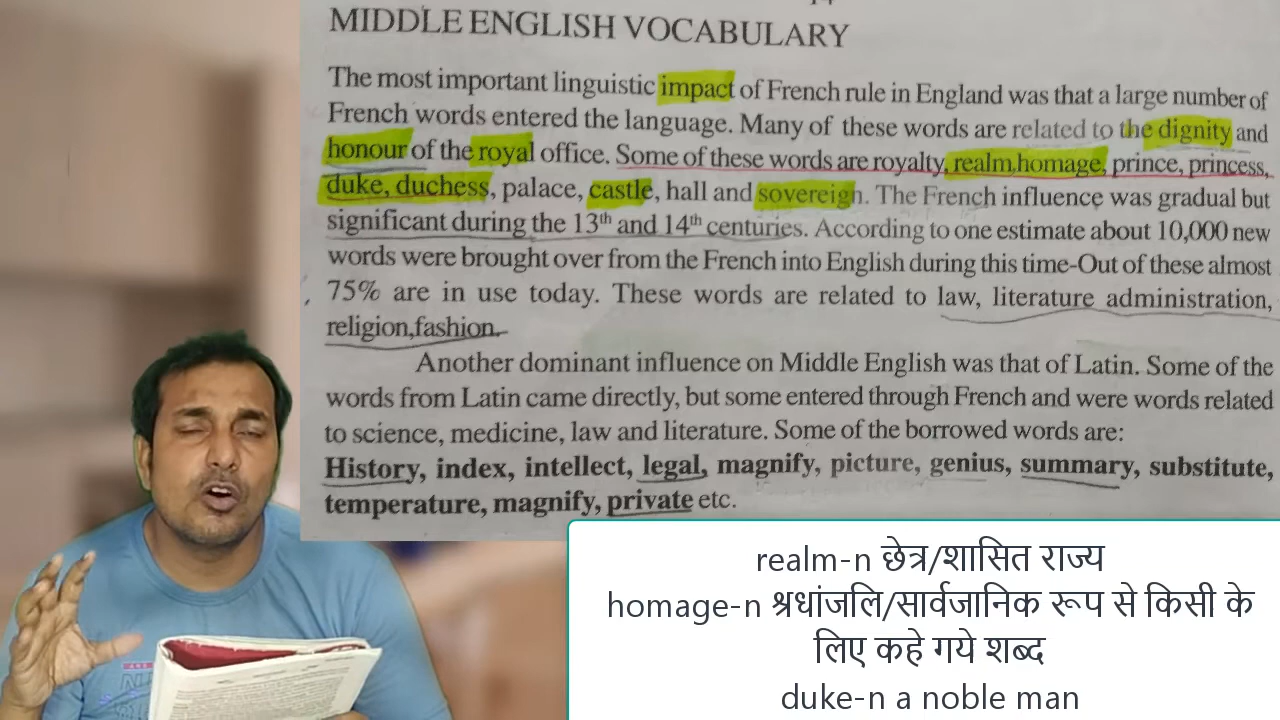 14
MIDDLE ENGLISH VOCABULARY
The most important linguistic impact of French rule in England was that a large number of
French words entered the language. Many of these words are related to the dignity and
honour of the royal office. Some of these words are royalty, realm,homage, prince, princess,
duke, duchess, palace, castle, hall and sovereign. The French influence was gradual but
significant during the 13th and 14th centuries. According to one estimate about 10,000 new
words were brought over from the French into English during this time-Out of these almost
75% are in use today. These words are related to law, literature administration,
religion,fashion.
Another dominant influence on Middle English was that of Latin. Some of the
words from Latin came directly, but some entered through French and were words related
to science, medicine, law and literature. Some of the borrowed words are:
History, index, intellect, legal, magnify, picture, genius, summary, substitute,
temperature, magnify, private etc.
realm-n छेत्र/शासित राज्य
homage-n श्रधांजलि/सार्वजानिक रूप से किसी के
लिए कहे गये शब्द
duke-n a noble man